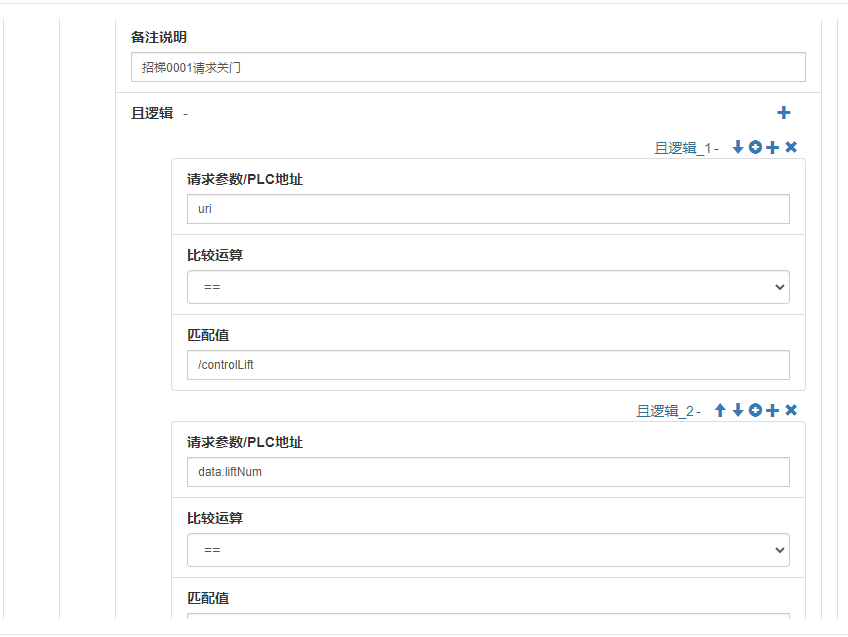 备注说明
招梯0001请求关门
且逻辑 -
且逻辑_1-
请求参数/PLC地址
uri
比较运算
==
匹配值
/controlLift
且逻辑_2-
请求参数/PLC地址
data.liftNum
比较运算
==
匹配值